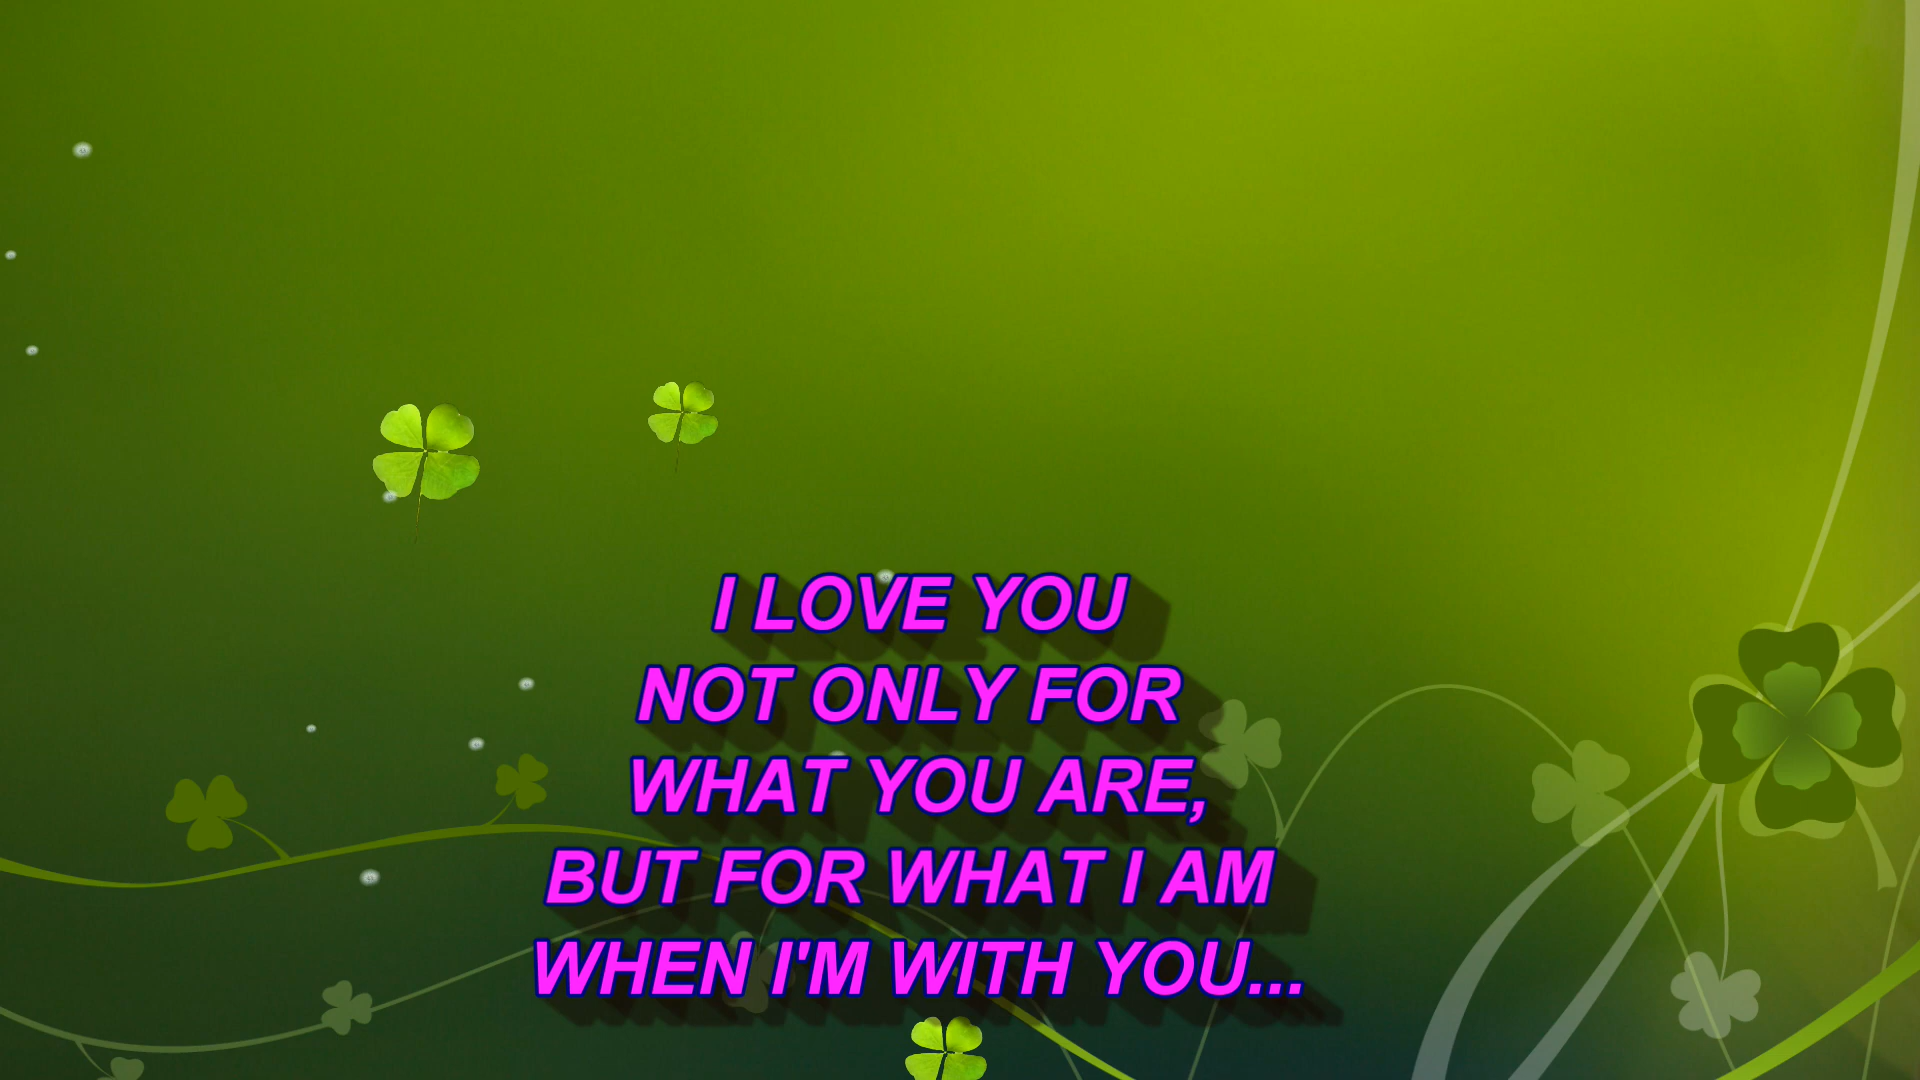 I LOVE YOU
NOT ONLY FOR
WHAT YOU ARE,
BUT FOR WHAT I AM
WHEN I'M WITH YOU...